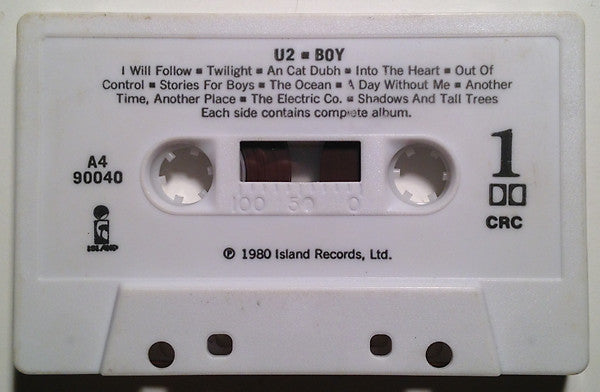 U2 ▪ BOY
I Will Follow ▪ Twilight ▪ An Cat Dubh ▪ Into The Heart ▪ Out Of
Control ▪ Stories For Boys ▪ The Ocean ▪ A Day Without Me ▪ Another
Time, Another Place ▪ The Electric Co. ▪ Shadows And Tall Trees
Each side contains complete album.
A4
90040
ISLAND
1
CRC
100 50 0
℗ 1980 Island Records, Ltd.